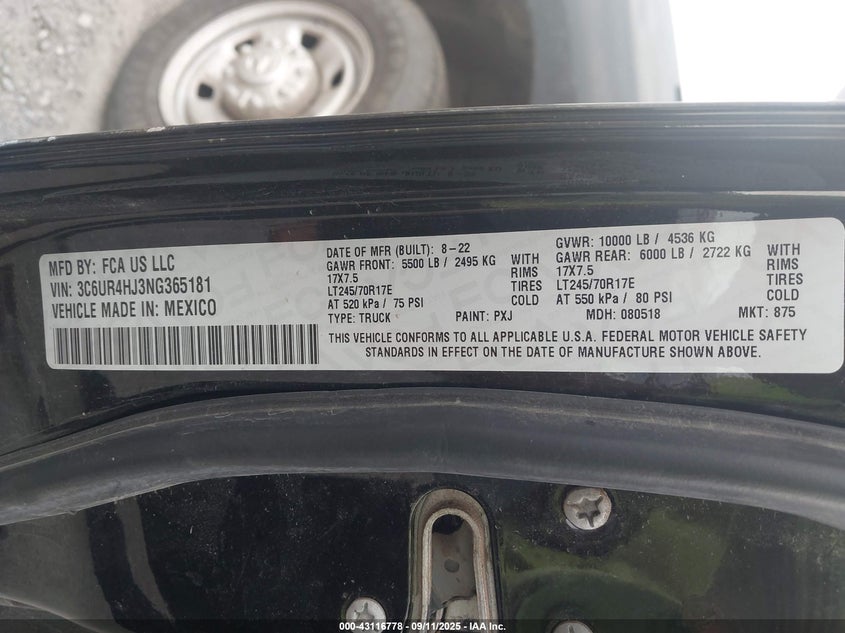 MFD BY: FCA US LLC
VIN: 3C6UR4HJ3NG365181
VEHICLE MADE IN: MEXICO
DATE OF MFR (BUILT): 8-22
GAWR FRONT: 5500 LB / 2495 KG WITH
17X7.5 RIMS
LT245/70R17E TIRES
AT 520 kPa / 75 PSI COLD
TYPE: TRUCK PAINT: PXJ
GVWR: 10000 LB / 4536 KG
GAWR REAR: 6000 LB / 2722 KG WITH
17X7.5 RIMS
LT245/70R17E TIRES
AT 550 kPa / 80 PSI COLD
MDH: 080518 MKT: 875
THIS VEHICLE CONFORMS TO ALL APPLICABLE U.S.A. FEDERAL MOTOR VEHICLE SAFETY
STANDARDS IN EFFECT ON THE DATE OF MANUFACTURE SHOWN ABOVE.
000-43116778 - 09/11/2025 - Copyright IAA, Inc.